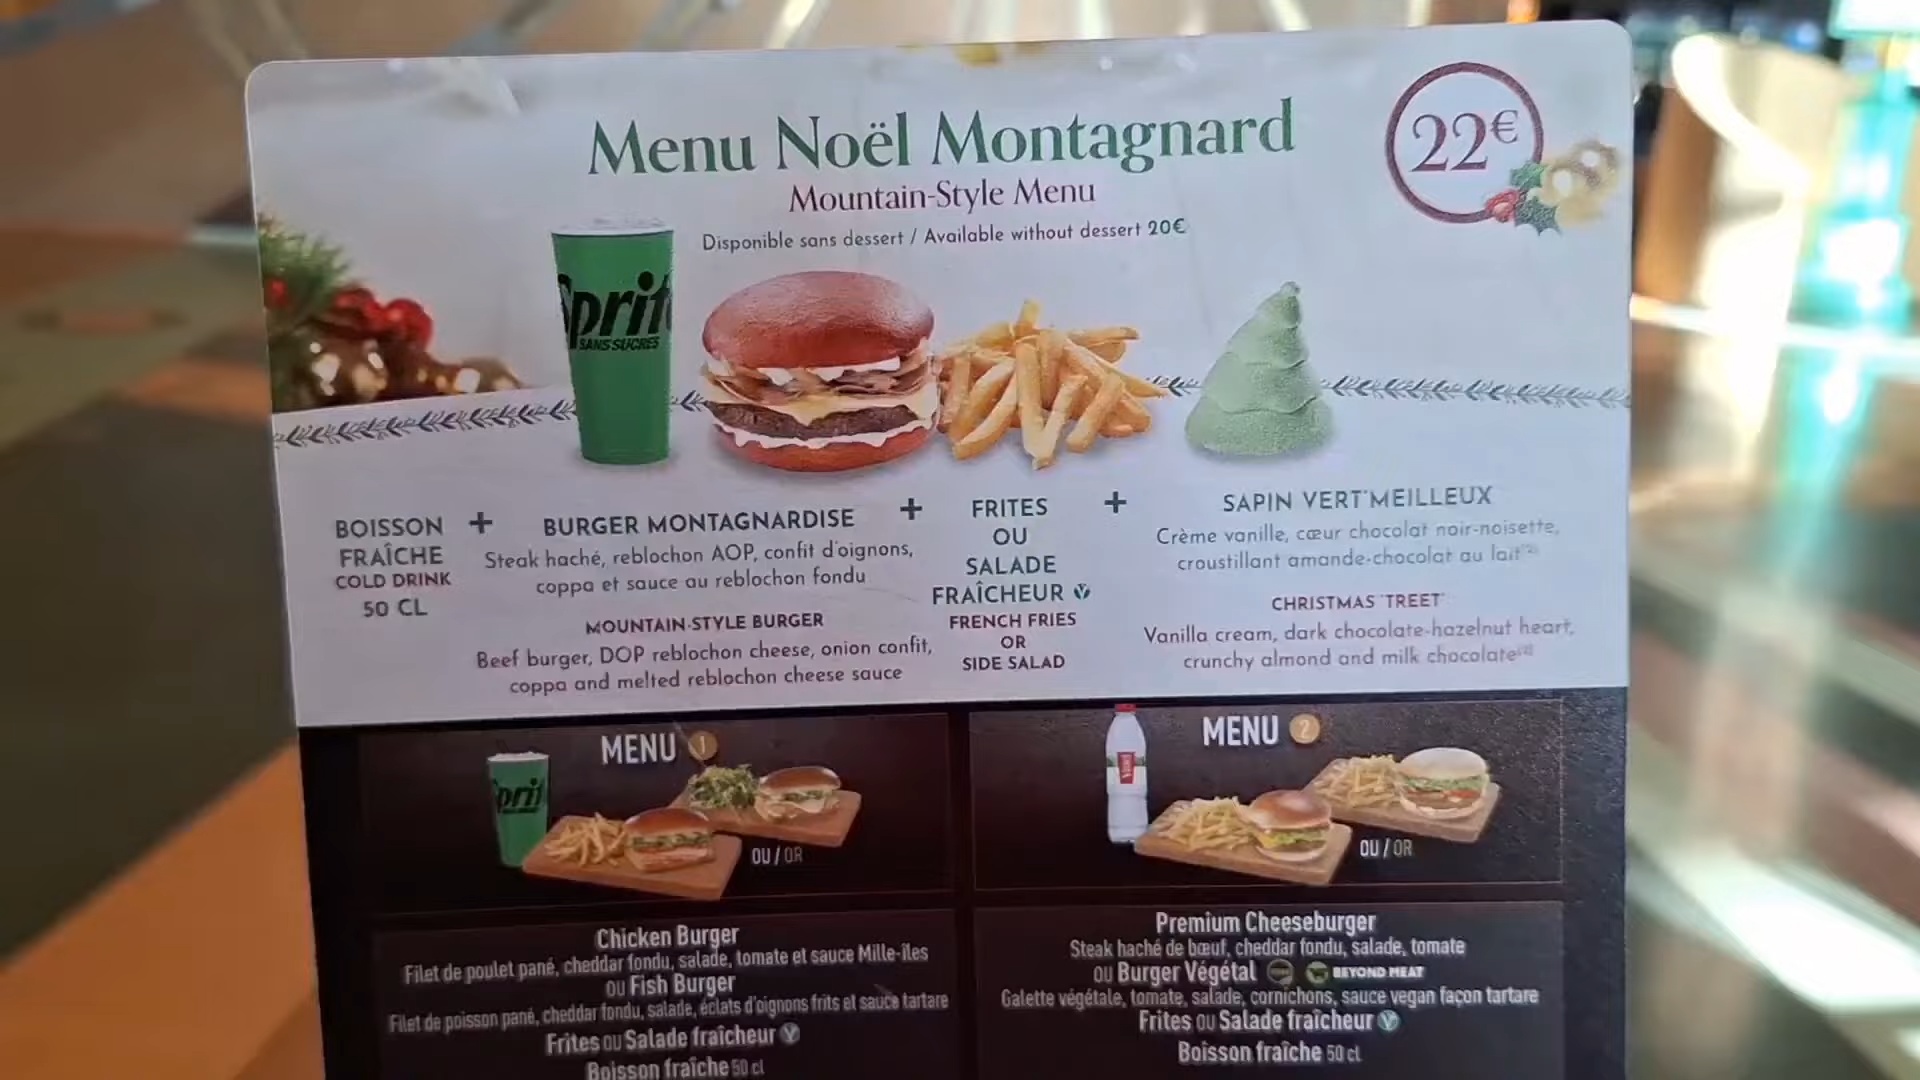 Menu Noël Montagnard
22€
Mountain-Style Menu
Disponible sans dessert / Available without dessert 20€
Sprite
SANS SUCRES
BOISSON
FRAÎCHE
COLD DRINK
50 CL
+
BURGER MONTAGNARDISE
Steak haché, reblochon AOP, confit d'oignons,
coppa et sauce au reblochon fondu
MOUNTAIN-STYLE BURGER
Beef burger, DOP reblochon cheese, onion confit,
coppa and melted reblochon cheese sauce
+
FRITES
OU
SALADE
FRAÎCHEUR
FRENCH FRIES
OR
SIDE SALAD
+
SAPIN VERT'MEILLEUX
Crème vanille, cœur chocolat noir-noisette,
croustillant amande-chocolat au lait(2)
CHRISTMAS 'TREET'
Vanilla cream, dark chocolate-hazelnut heart,
crunchy almond and milk chocolate(2)
MENU 1
OU / OR
Chicken Burger
Filet de poulet pané, cheddar fondu, salade, tomate et sauce Mille-îles
ou Fish Burger
Filet de poisson pané, cheddar fondu, salade, éclats d'oignons frits et sauce tartare
Frites ou Salade fraîcheur
Boisson fraîche 50 cl
MENU 2
OU / OR
Premium Cheeseburger
Steak haché de bœuf, cheddar fondu, salade, tomate
ou Burger Végétal BEYOND MEAT
Galette végétale, tomate, salade, cornichons, sauce vegan façon tartare
Frites ou Salade fraîcheur
Boisson fraîche 50 cl